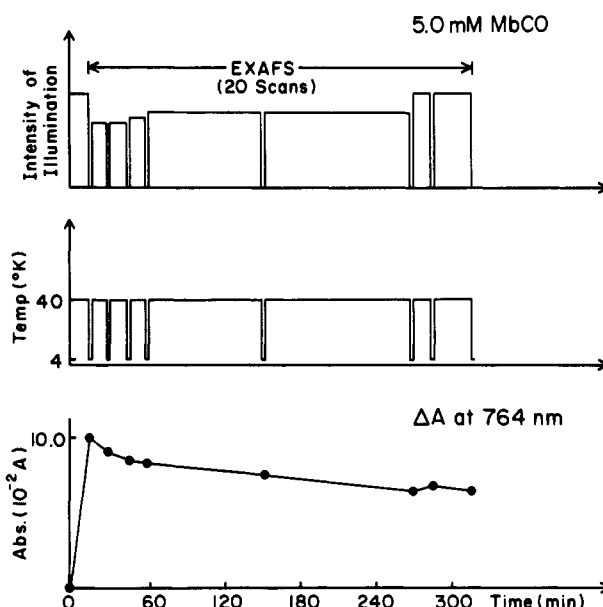 5.0 mM MbCO
EXAFS
(20 Scans)
Intensity of
Illumination
Temp(°K)
40
4
ΔA at 764 nm
10.0
Abs.(10⁻² A)
0 60 120 180 240 300 Time(min)